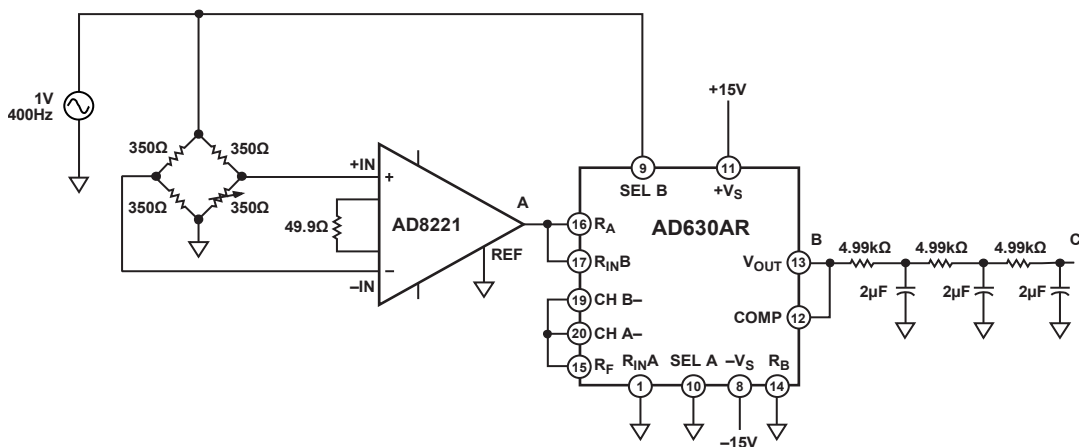 1V
400Hz
350Ω
350Ω
350Ω
350Ω
+IN
+
49.9Ω
AD8221
–
–IN
REF
A
+15V
9
SEL B
11
+VS
AD630AR
16 RA
17 RINB
19 CH B–
20 CH A–
15 RF
RINA
1
SEL A
10
–VS
8
–15V
RB
14
B
VOUT 13
COMP 12
4.99kΩ
4.99kΩ
4.99kΩ
C
2µF
2µF
2µF